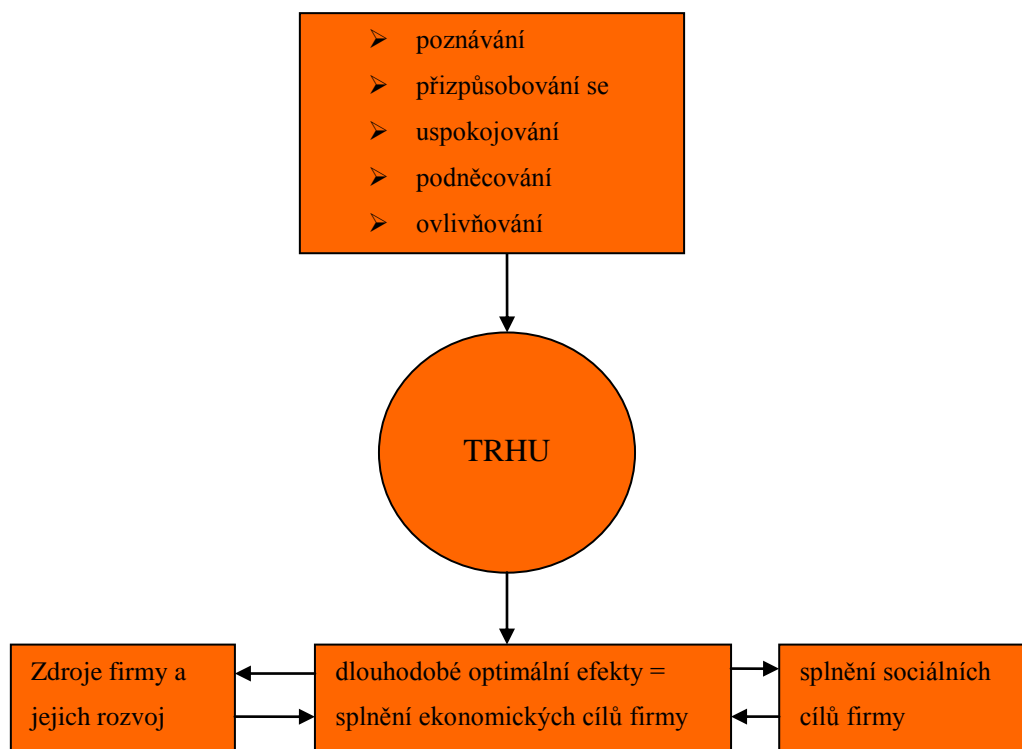 ➢ poznávání
➢ přizpůsobování se
➢ uspokojování
➢ podněcování
➢ ovlivňování
TRHU
Zdroje firmy a
jejich rozvoj
dlouhodobé optimální efekty =
splnění ekonomických cílů firmy
splnění sociálních
cílů firmy